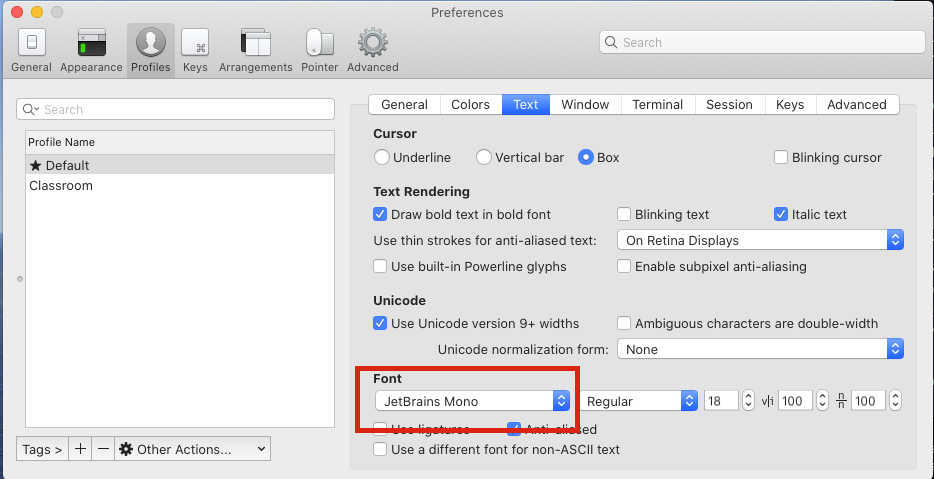 Preferences
General Appearance Profiles Keys Arrangements Pointer Advanced
Search
Search
Profile Name
★ Default
Classroom
Tags > + − Other Actions...
General Colors Text Window Terminal Session Keys Advanced
Cursor
Underline Vertical bar Box Blinking cursor
Text Rendering
Draw bold text in bold font Blinking text Italic text
Use thin strokes for anti-aliased text: On Retina Displays
Use built-in Powerline glyphs Enable subpixel anti-aliasing
Unicode
Use Unicode version 9+ widths Ambiguous characters are double-width
Unicode normalization form: None
Font
JetBrains Mono Regular 18 v|i 100 n/n 100
Use ligatures Anti-aliased
Use a different font for non-ASCII text